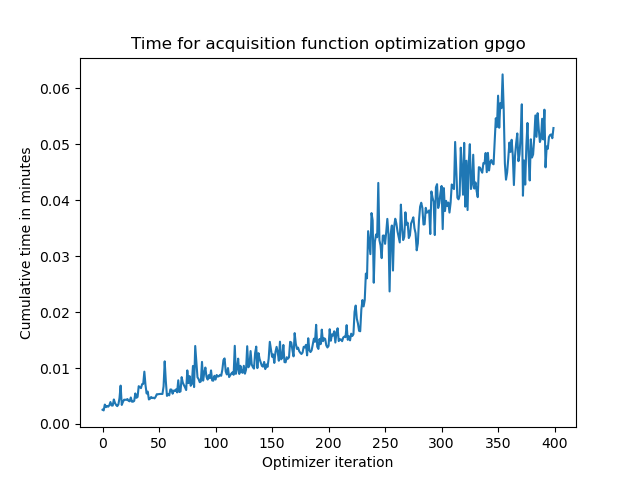 Time for acquisition function optimization gpgo
0.06
0.05
0.04
0.03
0.02
0.01
0.00
Cumulative time in minutes
0 50 100 150 200 250 300 350 400
Optimizer iteration